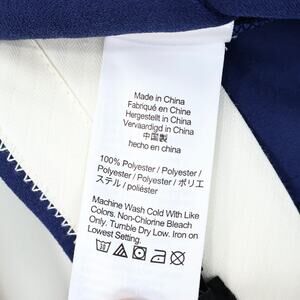 Made in China
Fabriqué en Chine
Hergestellt in China
Vervaardigd in China
中国製
hecho en china
100% Polyester / Polyester /
Polyester / Polyester / ポリエ
ステル / poliéster
Machine Wash Cold With Like
Colors. Non-Chlorine Bleach
Only. Tumble Dry Low. Iron on
Lowest Setting.
30